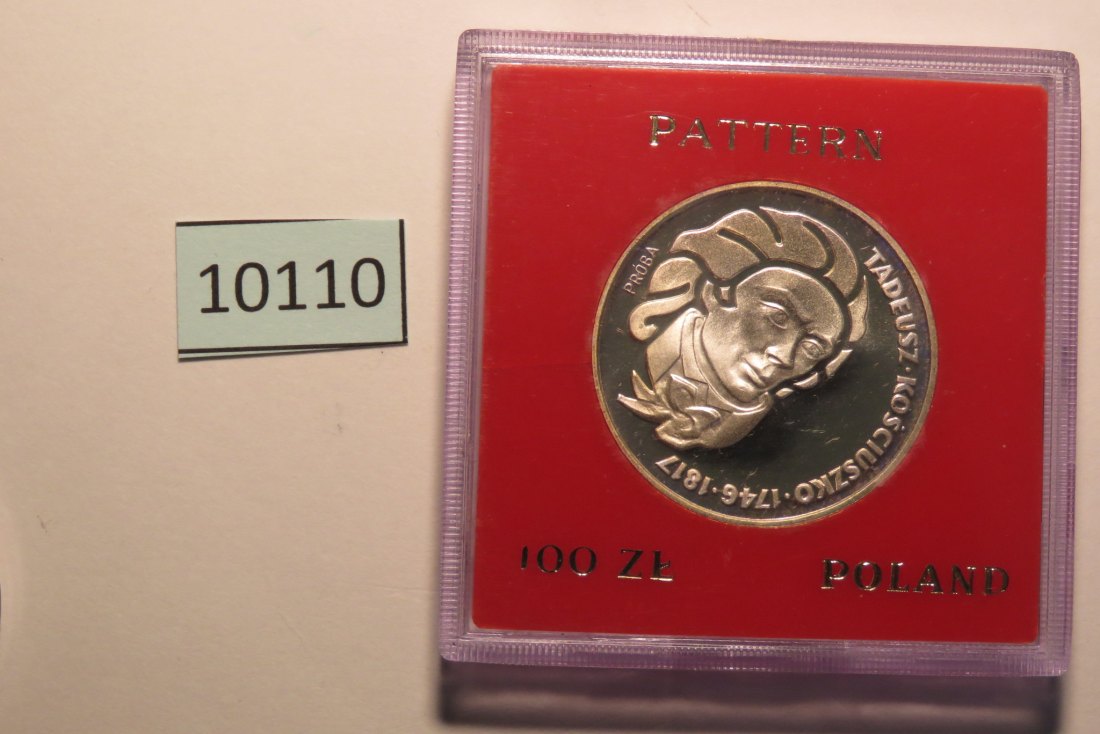 10110
PATTERN
PRÓBA
TADEUSZ·KOŚCIUSZKO·1746·1817
100 ZŁ
POLAND